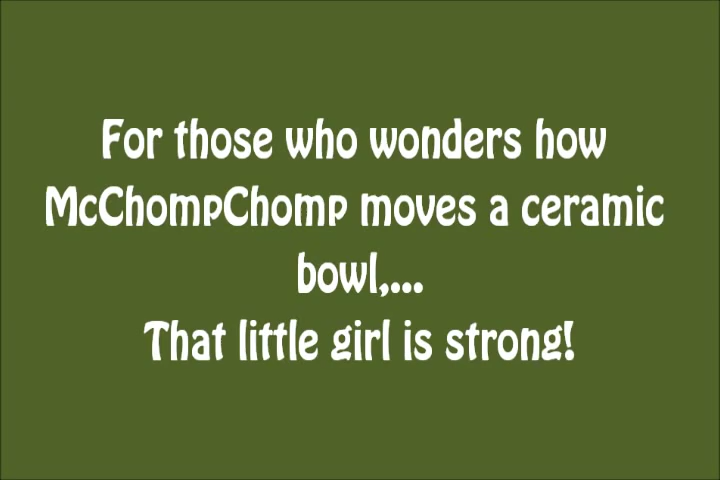 For those who wonders how
McChompChomp moves a ceramic
bowl,...
That little girl is strong!